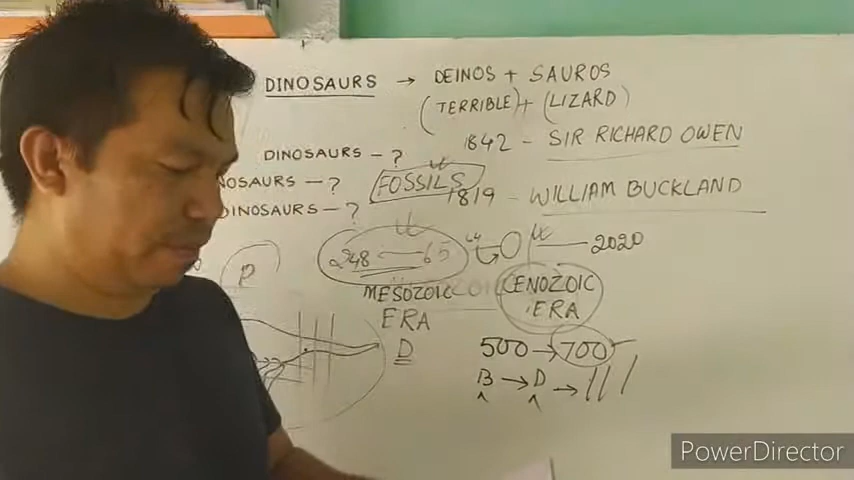 DINOSAURS → DEINOS + SAUROS
(TERRIBLE) + (LIZARD)
1842 - SIR RICHARD OWEN
DINOSAURS - ?
NOSAURS - ? FOSSILS
1819 - WILLIAM BUCKLAND
DINOSAURS - ?
248 - 65
2020
P
MESOZOIC
ERA
CENOZOIC
ERA
D
500 → 700
B → D →
PowerDirector